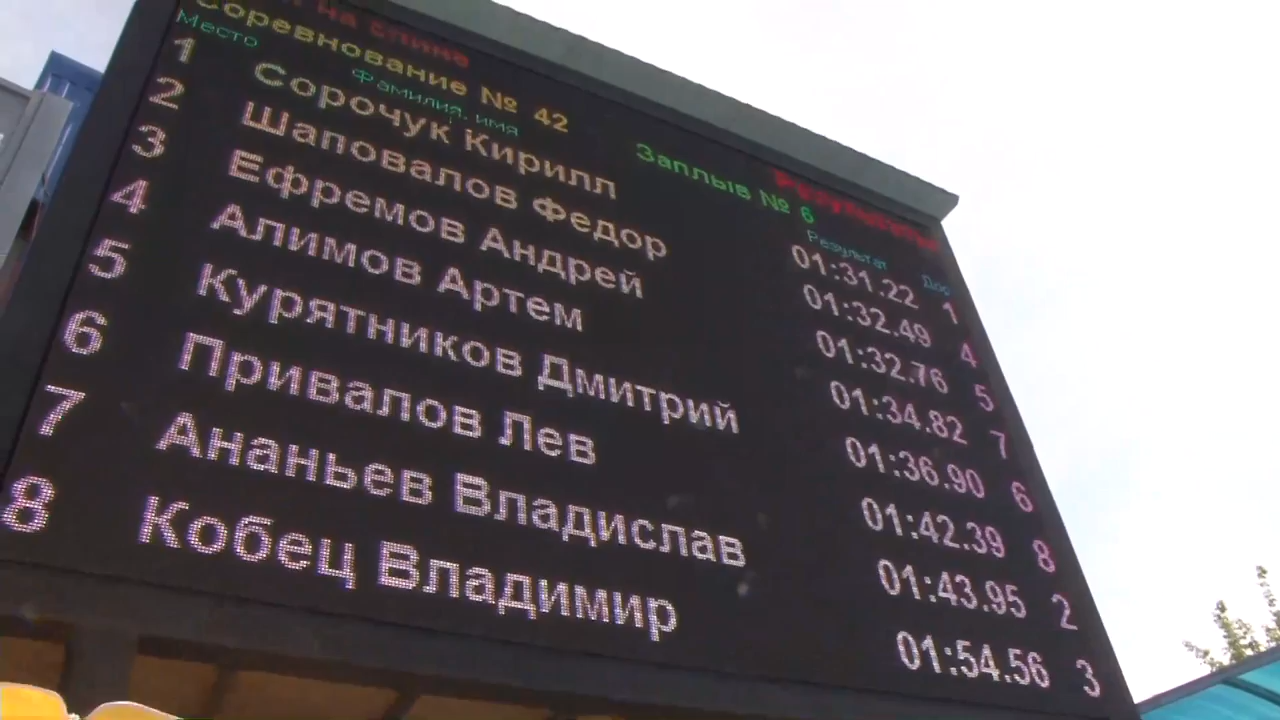 на спине
Результаты
Соревнование № 42
Заплыв № 6
Место Фамилия, имя Результат Дор
1 Сорочук Кирилл 01:31.22 1
2 Шаповалов Федор 01:32.49 4
3 Ефремов Андрей 01:32.76 5
4 Алимов Артем 01:34.82 7
5 Курятников Дмитрий 01:36.90 6
6 Привалов Лев 01:42.39 8
7 Ананьев Владислав 01:43.95 2
8 Кобец Владимир 01:54.56 3